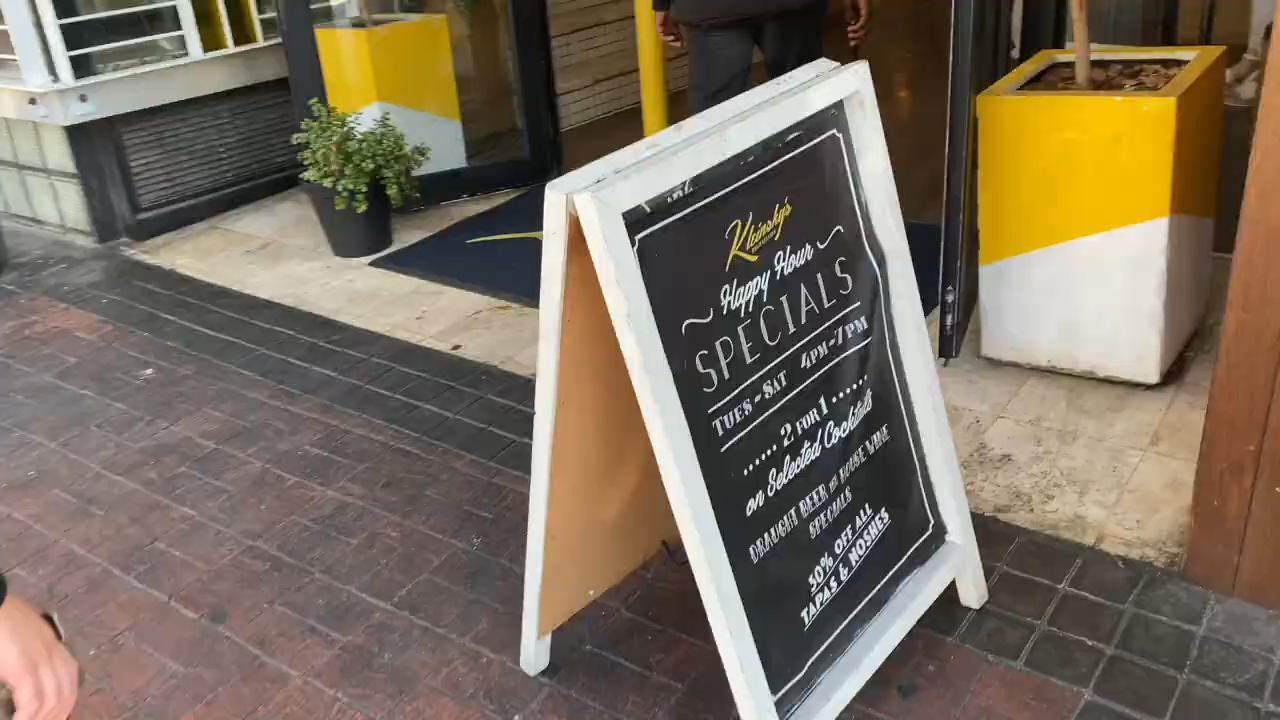 Kleinsky's
Happy Hour
SPECIALS
TUES - SAT 4PM - 7PM
2 FOR 1
on Selected Cocktails
DRAUGHT BEER & HOUSE WINE
SPECIALS
50% OFF ALL
TAPAS & NOSHES